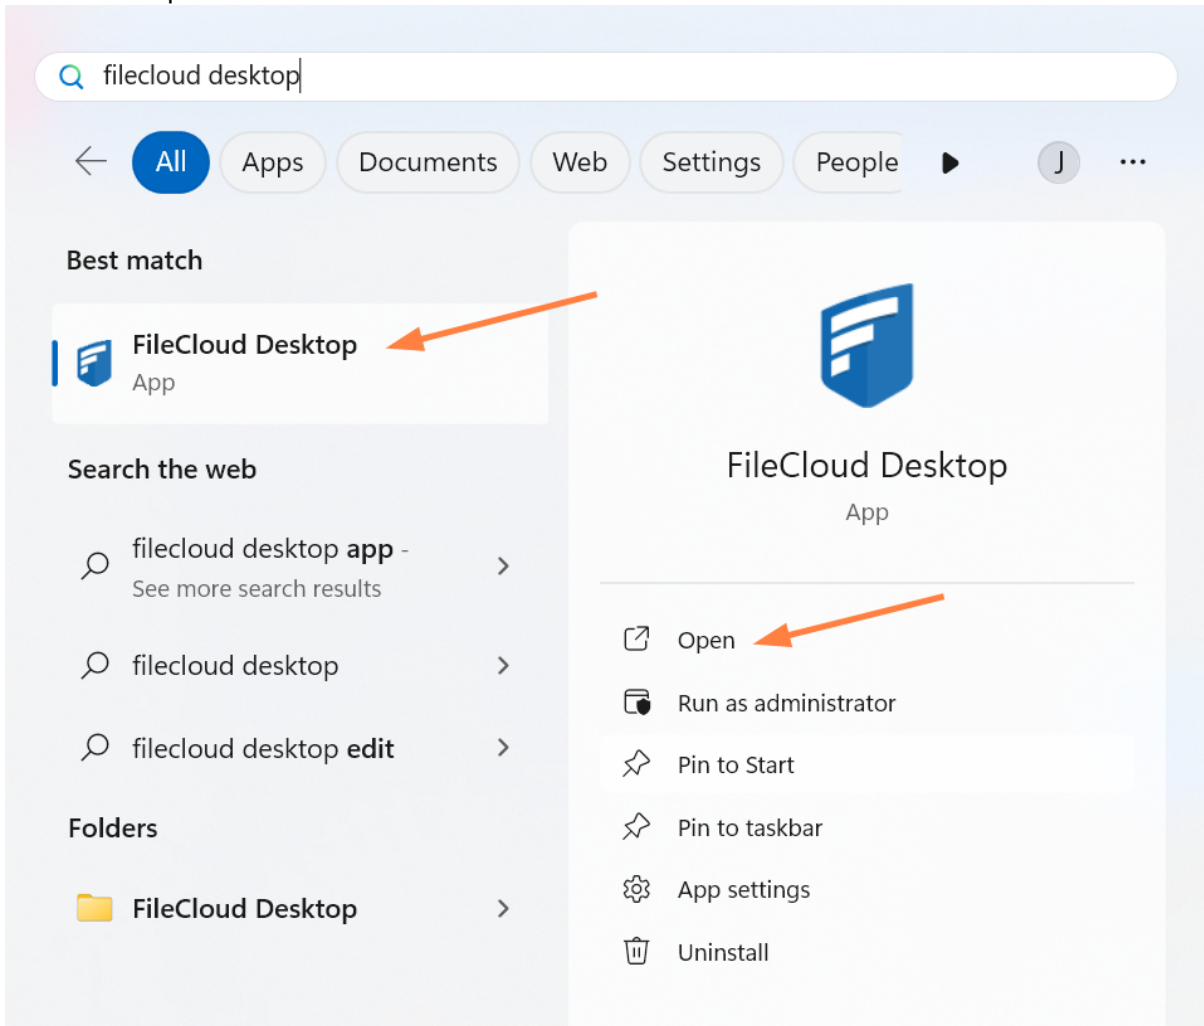 filecloud desktop
All
Apps
Documents
Web
Settings
People
J
Best match
FileCloud Desktop
App
Search the web
filecloud desktop app -
See more search results
filecloud desktop
filecloud desktop edit
Folders
FileCloud Desktop
FileCloud Desktop
App
Open
Run as administrator
Pin to Start
Pin to taskbar
App settings
Uninstall